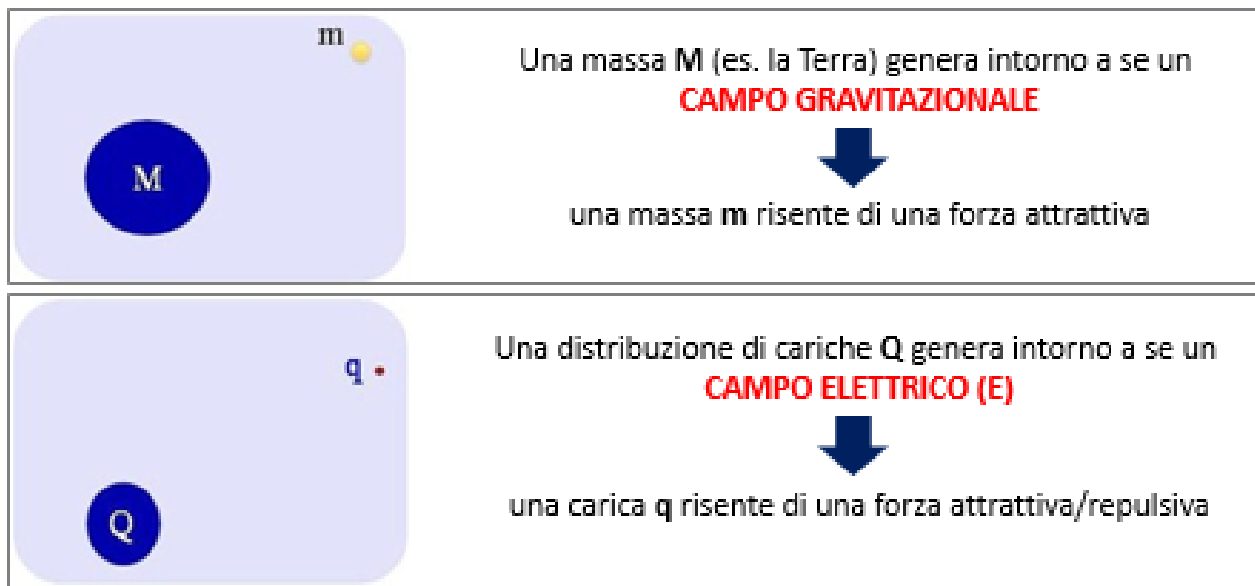 m
M
Una massa M (es. la Terra) genera intorno a se un
CAMPO GRAVITAZIONALE
una massa m risente di una forza attrattiva
q
Q
Una distribuzione di cariche Q genera intorno a se un
CAMPO ELETTRICO (E)
una carica q risente di una forza attrattiva/repulsiva